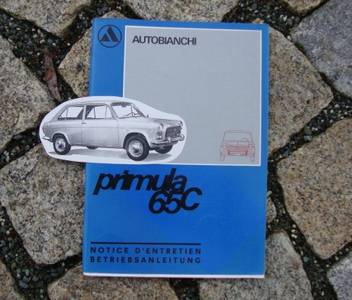 AUTOBIANCHI
primula
65C
NOTICE D'ENTRETIEN
BETRIEBSANLEITUNG